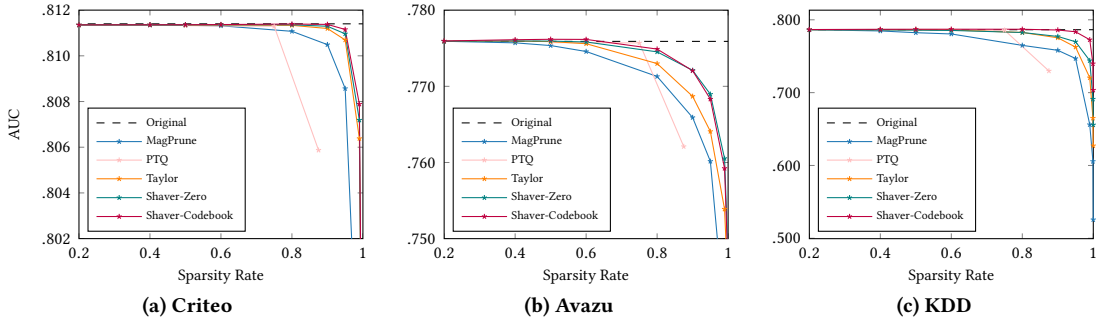 .812
.811
.808
.806
.804
.802
AUC
Original
MagPrune
PTQ
Taylor
Shaver-Zero
Shaver-Codebook
0.2 0.4 0.6 0.8 1
Sparsity Rate
(a) Criteo
.780
.770
.760
.750
Original
MagPrune
PTQ
Taylor
Shaver-Zero
Shaver-Codebook
0.2 0.4 0.6 0.8 1
Sparsity Rate
(b) Avazu
.800
.700
.600
.500
Original
MagPrune
PTQ
Taylor
Shaver-Zero
Shaver-Codebook
0.2 0.4 0.6 0.8 1
Sparsity Rate
(c) KDD